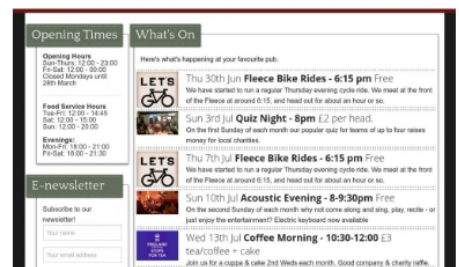 Opening Times
Opening Hours
Sun-Thurs: 12:00 - 23:00
Fri-Sat: 12:00 - 00:00
Closed Mondays until
28th March
Food Service Hours
Tue-Fri: 12:00 - 14:45
Sat: 12:00 - 15:00
Sun: 12:00 - 20:00
Evenings:
Mon-Fri: 18:00 - 21:00
Fri-Sat: 18:00 - 21:30
E-newsletter
Subscribe to our
newsletter!
Your name
Your email address
What's On
Here's what's happening at your favourite pub.
LETS
Thu 30th Jun Fleece Bike Rides - 6:15 pm Free
We have started to run a regular Thursday evening cycle ride. We meet at the front
of the Fleece at around 6:15, and head out for about an hour or so.
Sun 3rd Jul Quiz Night - 8pm £2 per head.
On the first Sunday of each month our popular quiz for teams of up to four raises
money for local charities.
LETS
Thu 7th Jul Fleece Bike Rides - 6:15 pm Free
We have started to run a regular Thursday evening cycle ride. We meet at the front
of the Fleece at around 6:15, and head out for about an hour or so.
Sun 10th Jul Acoustic Evening - 8-9:30pm Free
On the second Sunday of each month why not come along and sing, play, recite - or
just enjoy the entertainment? Electric keyboard now available
ENGLAND
STOPS
FOR TEA
Wed 13th Jul Coffee Morning - 10:30-12:00 £3
tea/coffee + cake
Join us for a cuppa & cake 2nd Weds each month. Good company & charity raffle.